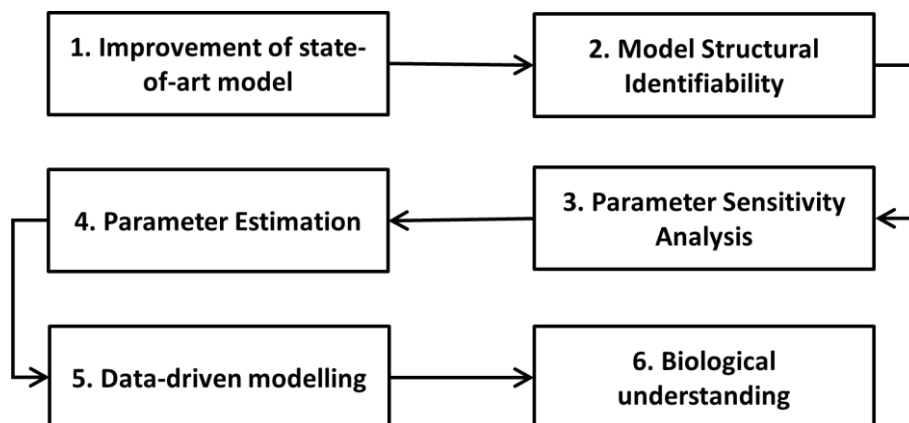 1. Improvement of state-
of-art model
2. Model Structural
Identifiability
3. Parameter Sensitivity
Analysis
4. Parameter Estimation
5. Data-driven modelling
6. Biological
understanding